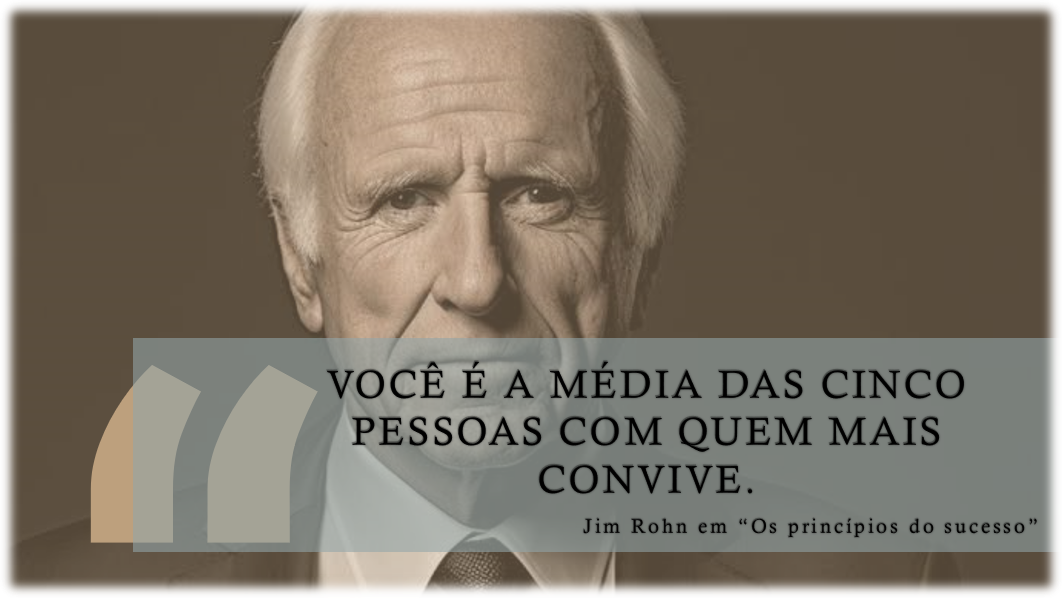 VOCÊ É A MÉDIA DAS CINCO
PESSOAS COM QUEM MAIS
CONVIVE.
Jim Rohn em “Os princípios do sucesso”